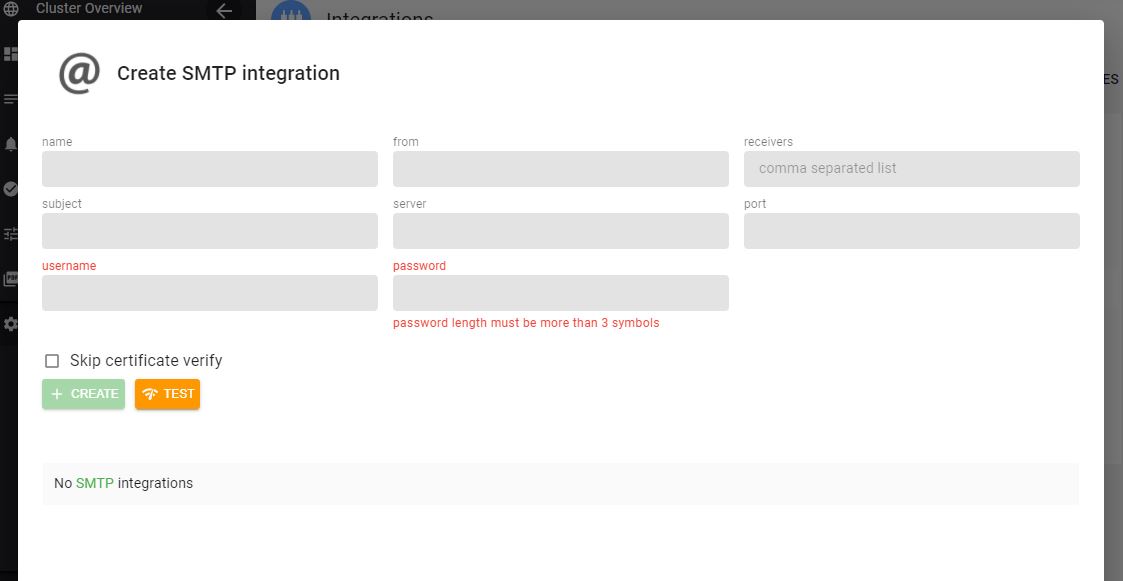 Cluster Overview
Integrations
ES
@ Create SMTP integration
name from receivers
comma separated list
subject server port
username password
password length must be more than 3 symbols
Skip certificate verify
+ CREATE TEST
No SMTP integrations